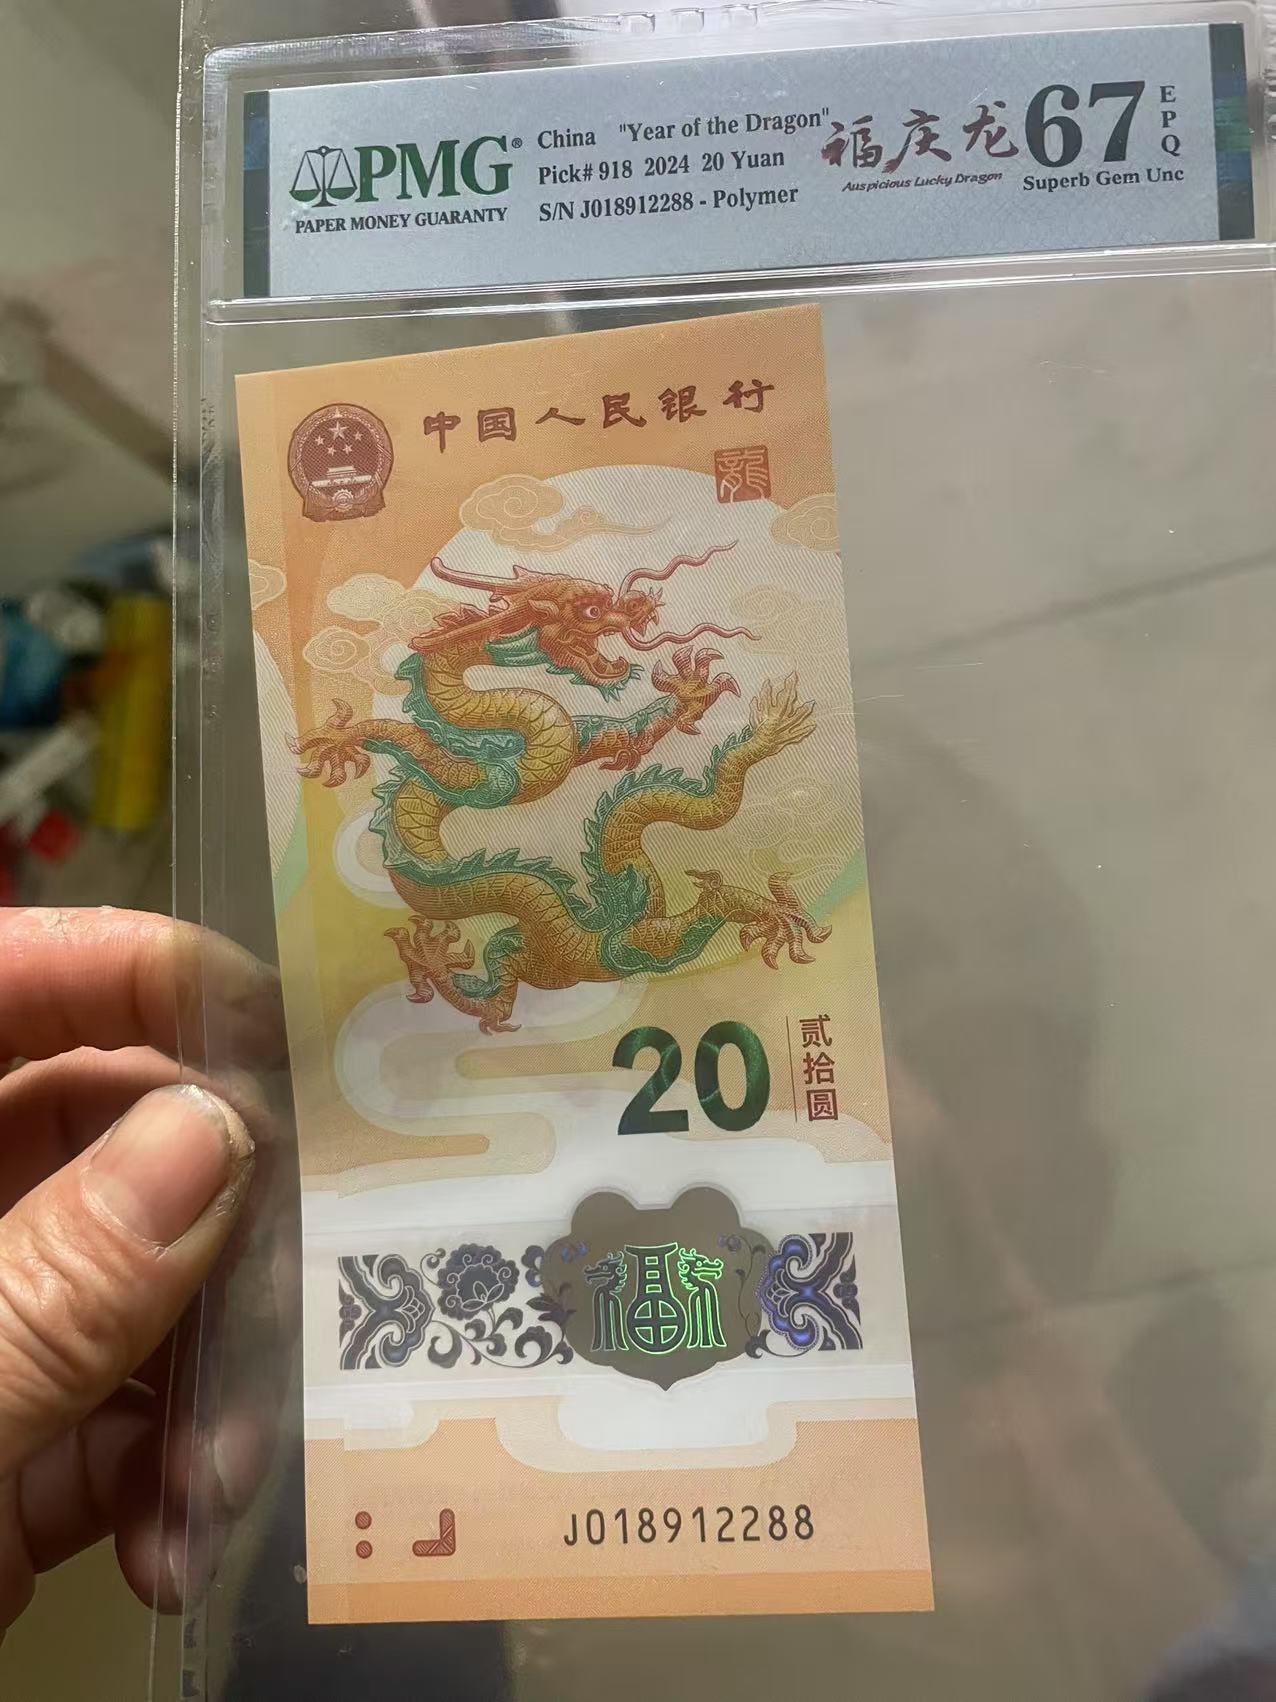 PMG®
PAPER MONEY GUARANTY
China "Year of the Dragon"
Pick# 918 2024 20 Yuan
S/N J018912288 - Polymer
福庆龙
Auspicious Lucky Dragon
67
EPQ
Superb Gem Unc
中国人民银行
龍
20
贰拾圆
福
J018912288